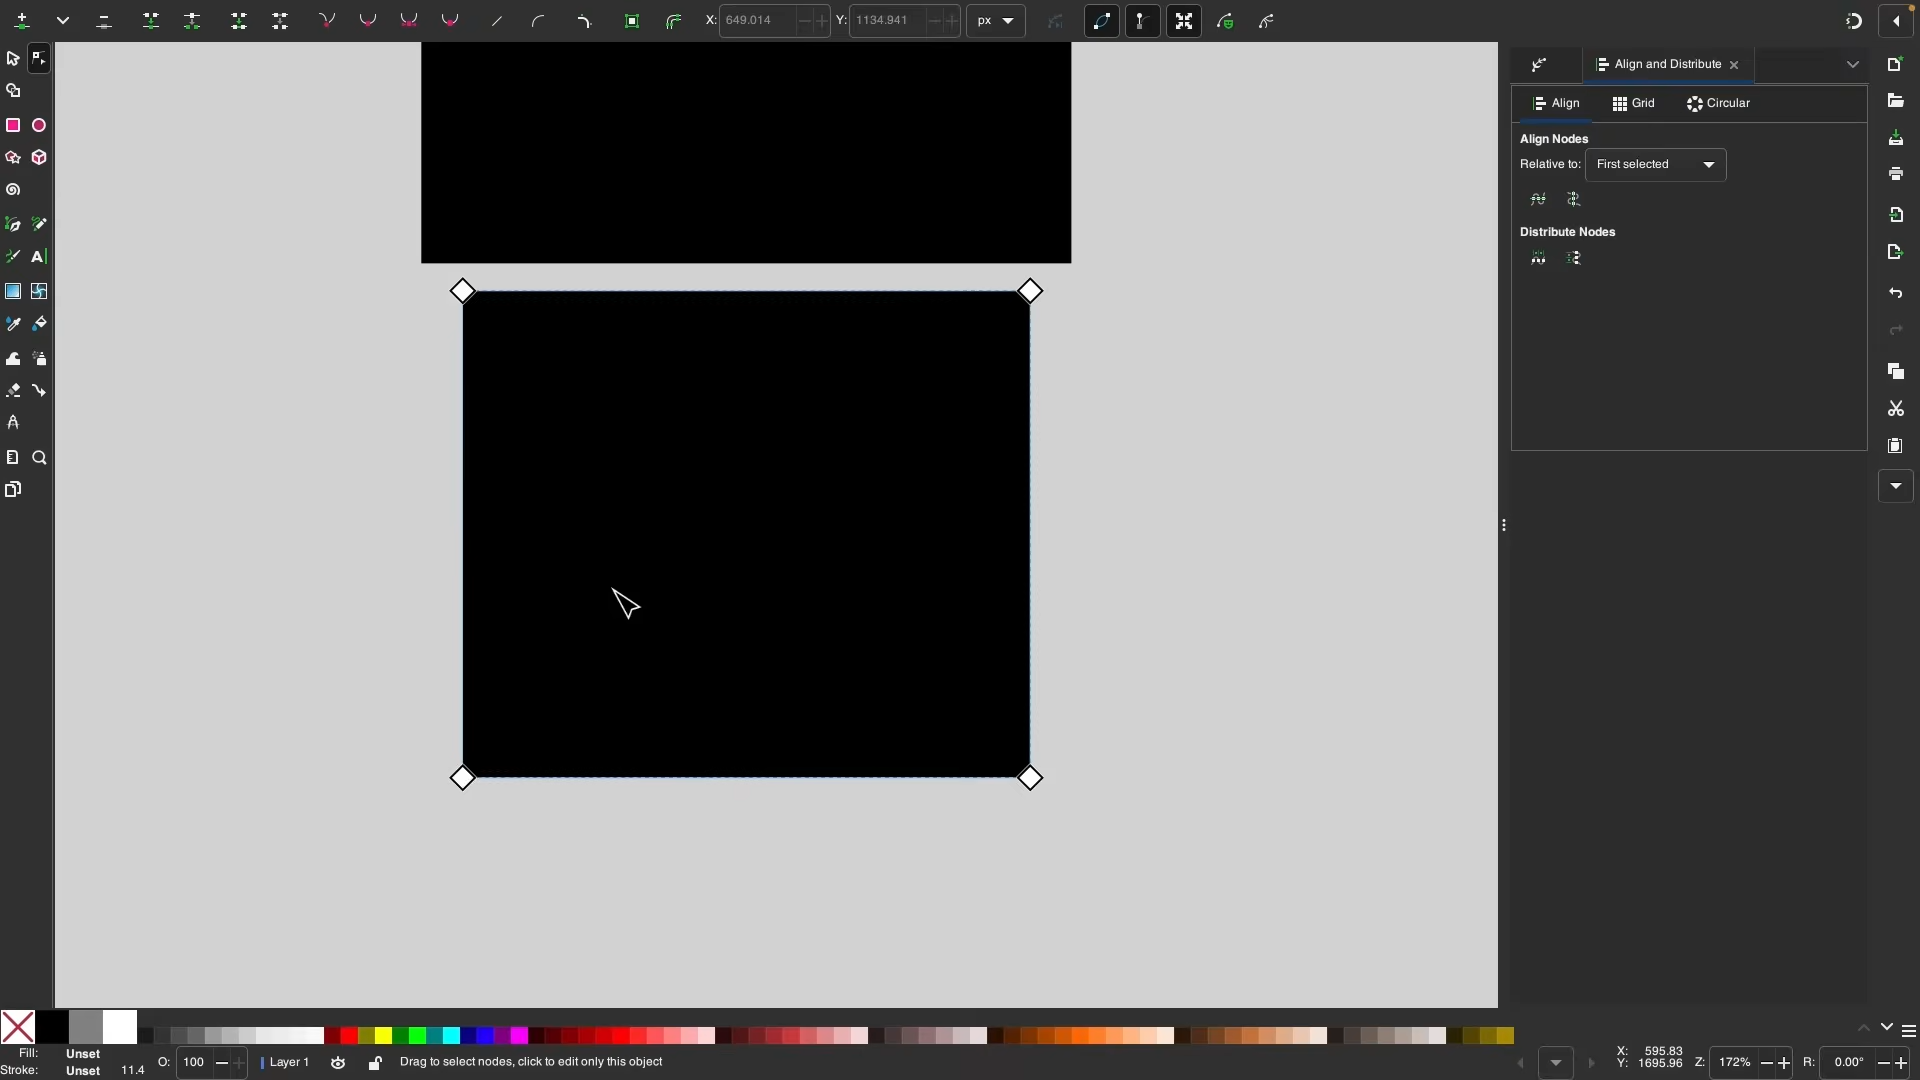 X: 649.014
Y: 1134.941
px
Align and Distribute
Align
Grid
Circular
Align Nodes
Relative to: First selected
Distribute Nodes
A
Fill: Unset
Stroke: Unset 11.4
O: 100
Layer 1
Drag to select nodes, click to edit only this object
X: 595.83
Y: 1695.96
Z: 172%
R: 0.00°